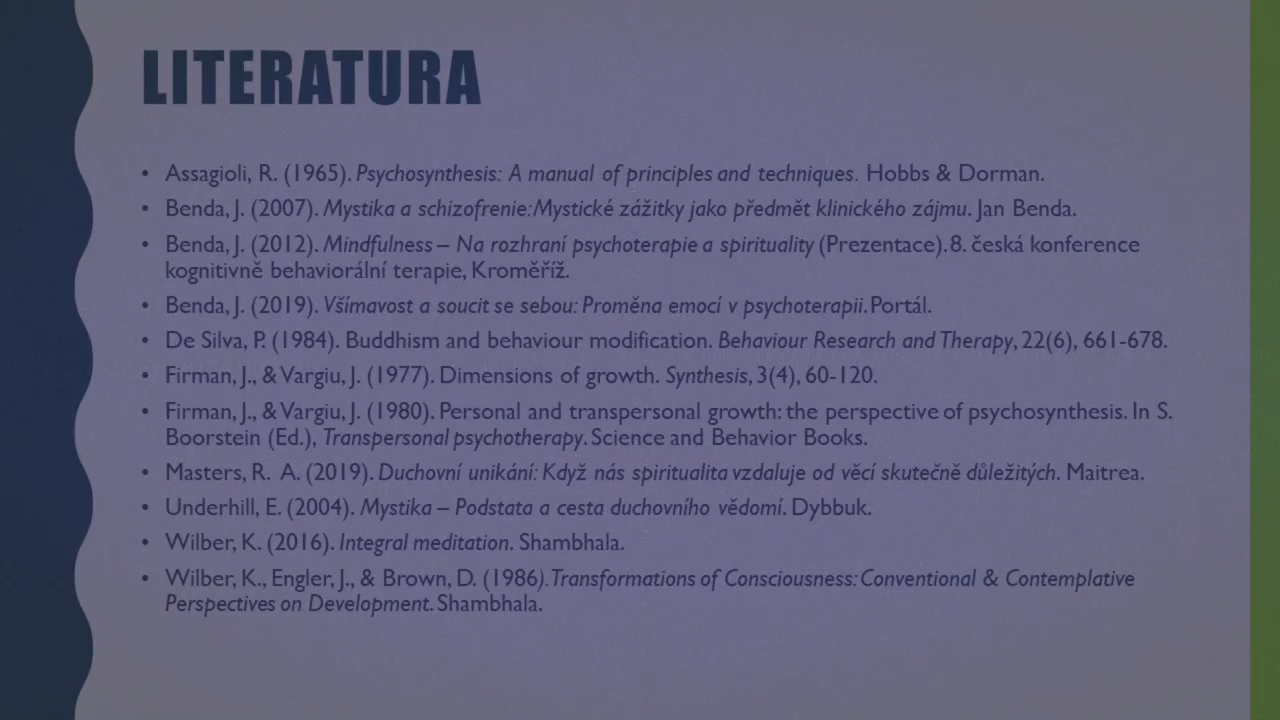 LITERATURA
• Assagioli, R. (1965). Psychosynthesis: A manual of principles and techniques. Hobbs & Dorman.
• Benda, J. (2007). Mystika a schizofrenie: Mystické zážitky jako předmět klinického zájmu. Jan Benda.
• Benda, J. (2012). Mindfulness – Na rozhraní psychoterapie a spirituality (Prezentace). 8. česká konference
kognitivně behaviorální terapie, Kroměříž.
• Benda, J. (2019). Všímavost a soucit se sebou: Proměna emocí v psychoterapii. Portál.
• De Silva, P. (1984). Buddhism and behaviour modification. Behaviour Research and Therapy, 22(6), 661-678.
• Firman, J., & Vargiu, J. (1977). Dimensions of growth. Synthesis, 3(4), 60-120.
• Firman, J., & Vargiu, J. (1980). Personal and transpersonal growth: the perspective of psychosynthesis. In S.
Boorstein (Ed.), Transpersonal psychotherapy. Science and Behavior Books.
• Masters, R. A. (2019). Duchovní unikání: Když nás spiritualita vzdaluje od věcí skutečně důležitých. Maitrea.
• Underhill, E. (2004). Mystika – Podstata a cesta duchovního vědomí. Dybbuk.
• Wilber, K. (2016). Integral meditation. Shambhala.
• Wilber, K., Engler, J., & Brown, D. (1986). Transformations of Consciousness: Conventional & Contemplative
Perspectives on Development. Shambhala.